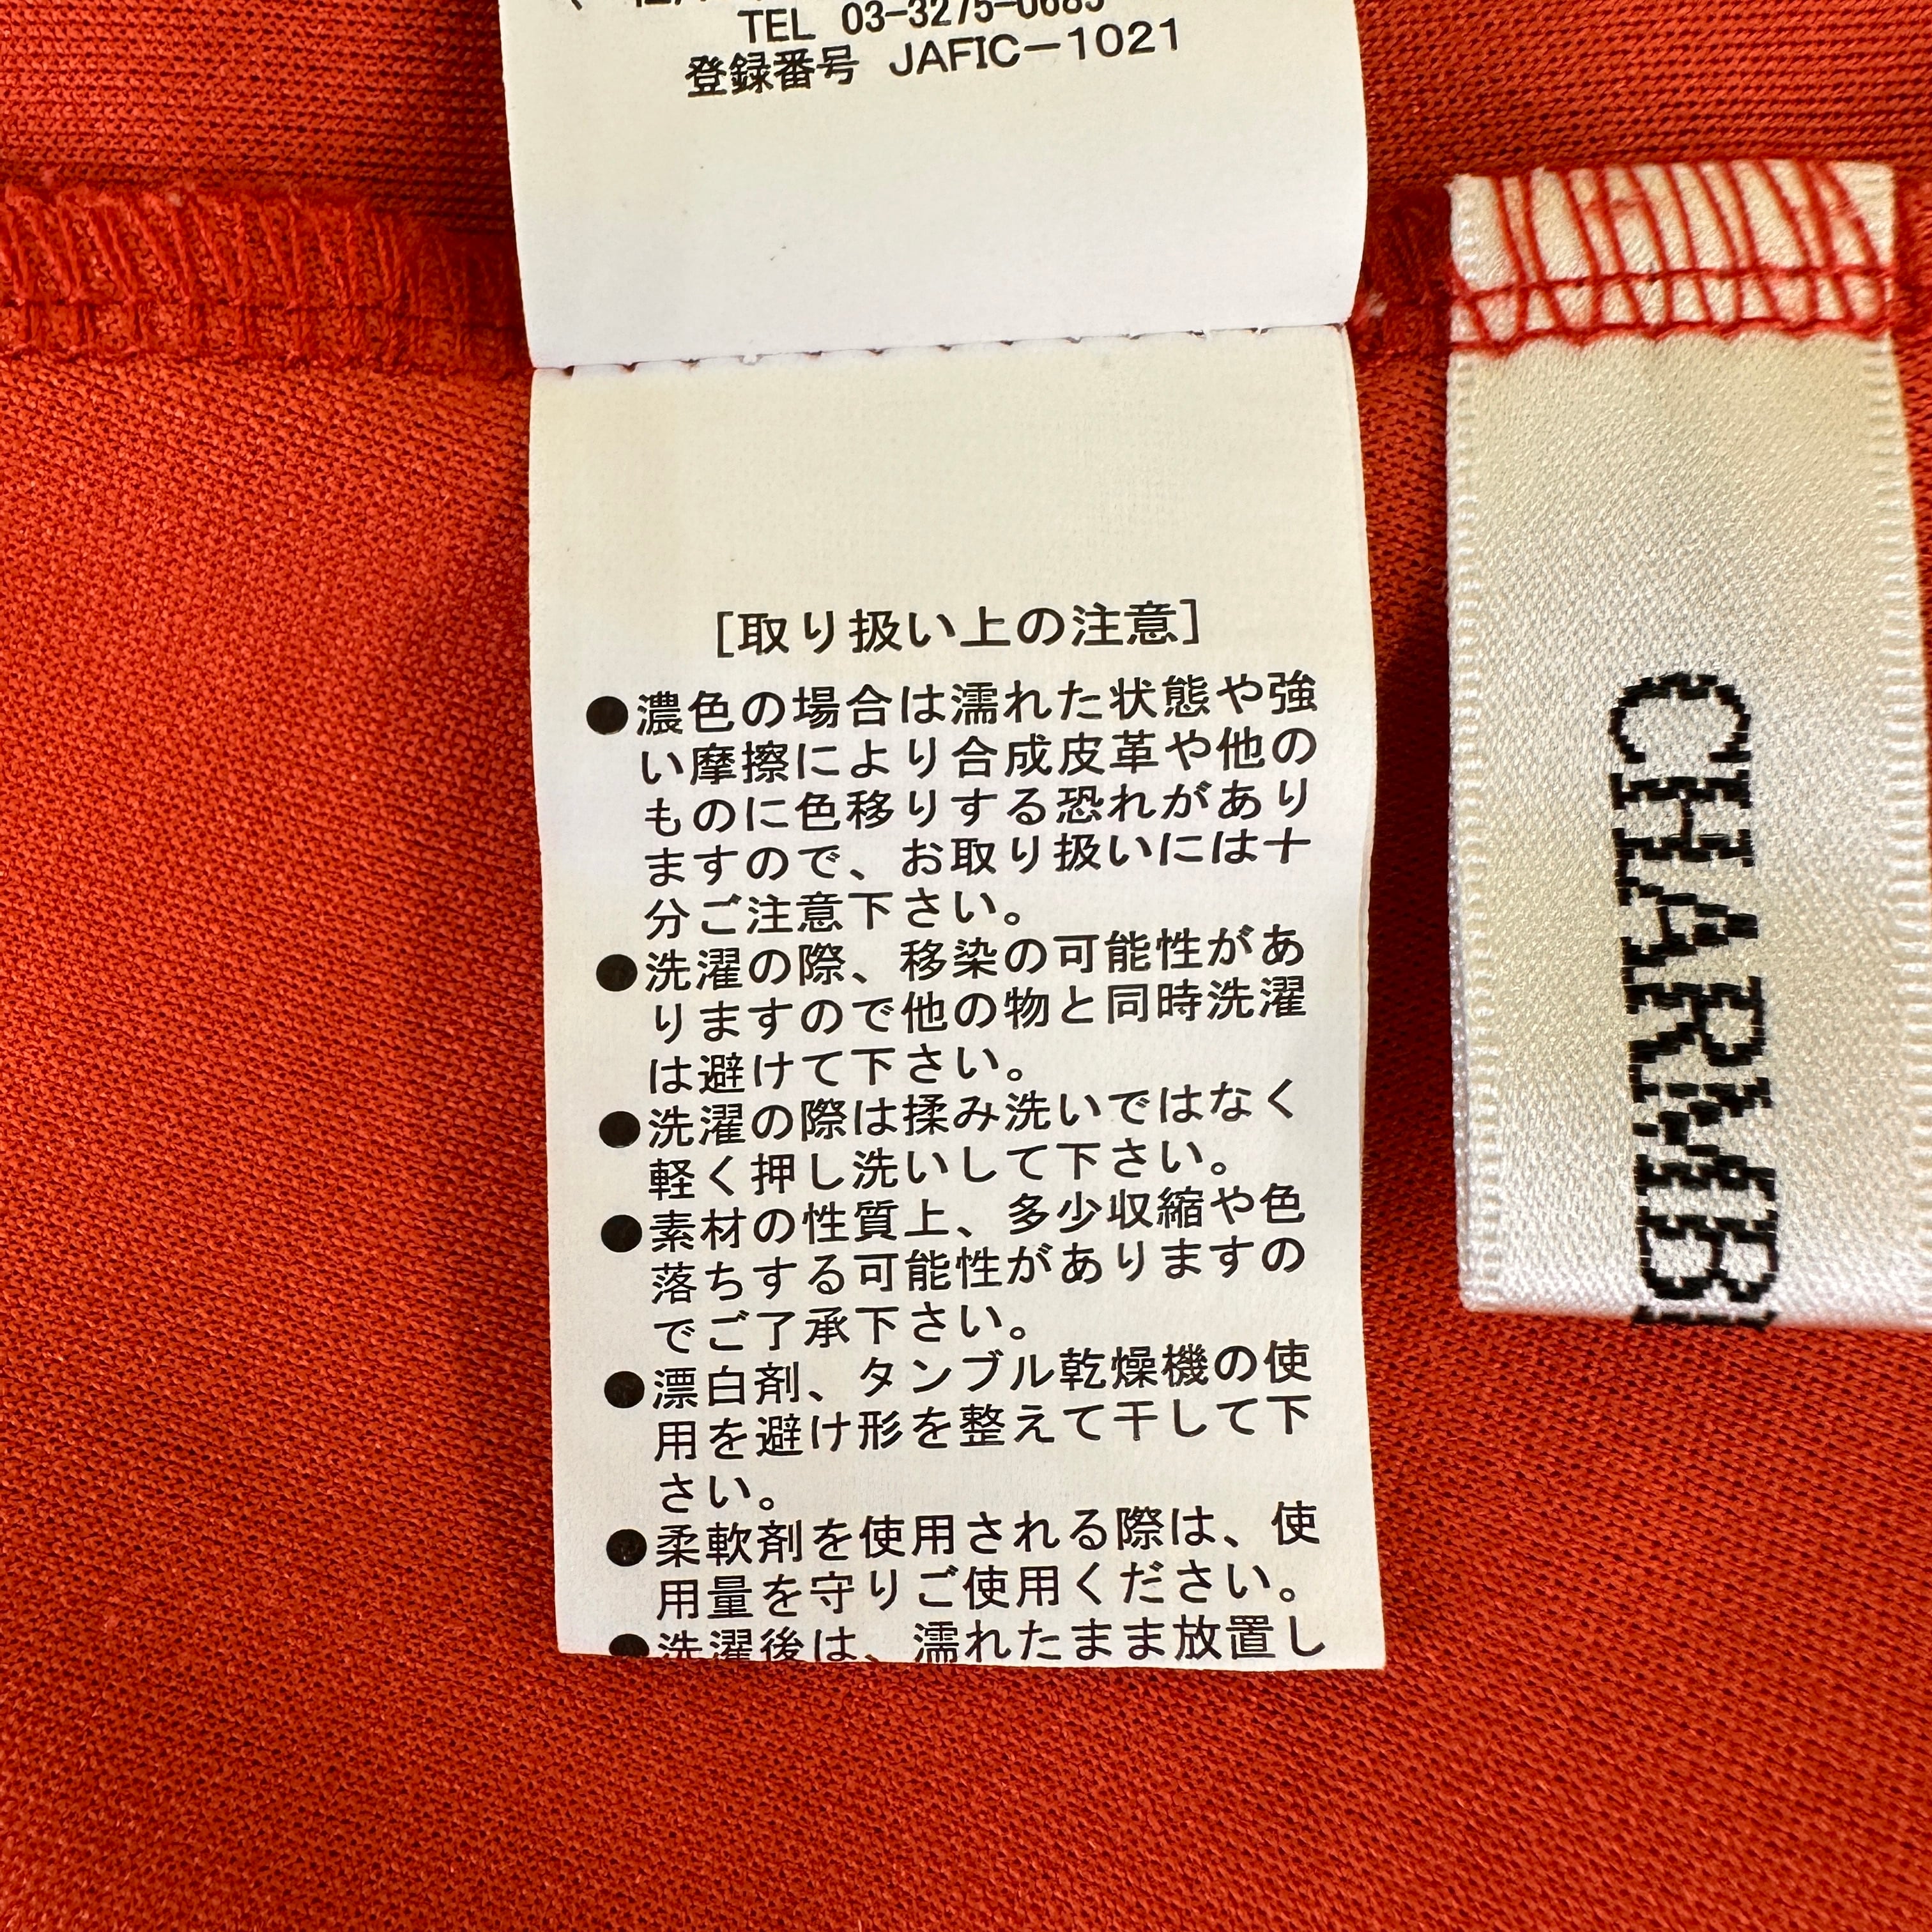 TEL 03-3275-0685
登録番号 JAFIC-1021
[取り扱い上の注意]
●濃色の場合は濡れた状態や強
い摩擦により合成皮革や他の
ものに色移りする恐れがあり
ますので、お取り扱いには十
分ご注意下さい。
●洗濯の際、移染の可能性があ
りますので他の物と同時洗濯
は避けて下さい。
●洗濯の際は揉み洗いではなく
軽く押し洗いして下さい。
●素材の性質上、多少収縮や色
落ちする可能性がありますの
でご了承下さい。
●漂白剤、タンブル乾燥機の使
用を避け形を整えて干して下
さい。
●柔軟剤を使用される際は、使
用量を守りご使用ください。
●洗濯後は、濡れたまま放置し
CHARMB